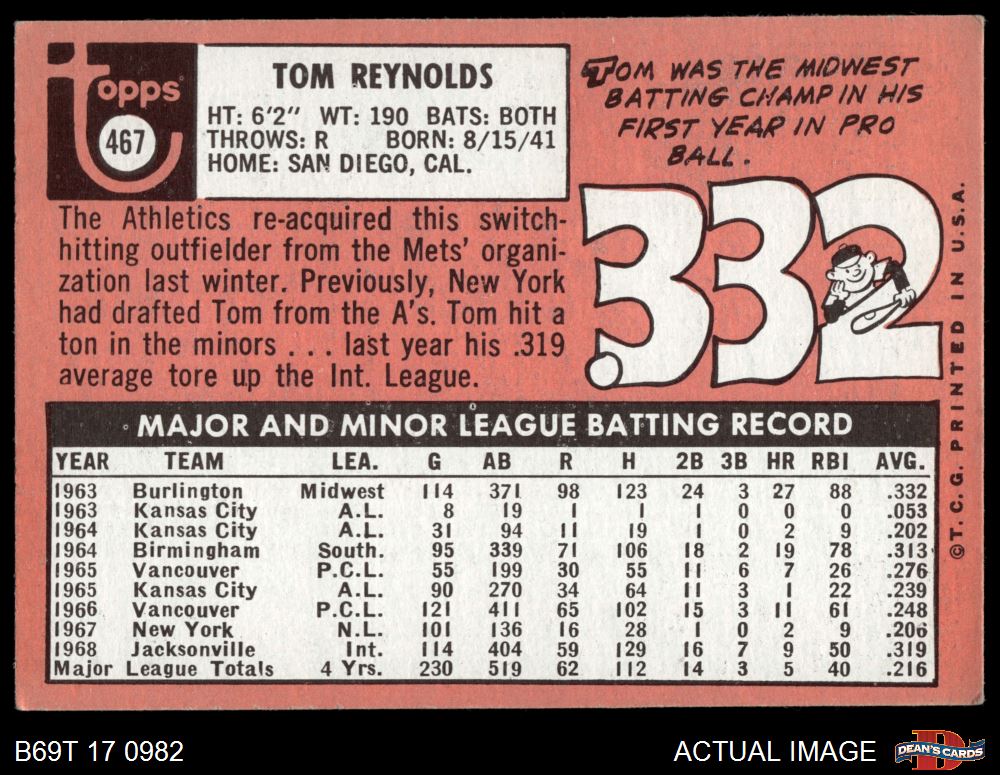 Topps
467
TOM REYNOLDS
HT: 6'2" WT: 190 BATS: BOTH
THROWS: R BORN: 8/15/41
HOME: SAN DIEGO, CAL.
The Athletics re-acquired this switch-
hitting outfielder from the Mets' organi-
zation last winter. Previously, New York
had drafted Tom from the A's. Tom hit a
ton in the minors . . . last year his .319
average tore up the Int. League.
TOM WAS THE MIDWEST
BATTING CHAMP IN HIS
FIRST YEAR IN PRO
BALL.
.332
© T. C. G. PRINTED IN U.S.A.
MAJOR AND MINOR LEAGUE BATTING RECORD
YEAR TEAM LEA. G AB R H 2B 3B HR RBI AVG.
1963 Burlington Midwest 114 371 98 123 24 3 27 88 .332
1963 Kansas City A.L. 8 19 1 1 1 0 0 0 .053
1964 Kansas City A.L. 31 94 11 19 1 0 2 9 .202
1964 Birmingham South. 95 339 71 106 18 2 19 78 .313
1965 Vancouver P.C.L. 55 199 30 55 11 6 7 26 .276
1965 Kansas City A.L. 90 270 34 64 11 3 1 22 .239
1966 Vancouver P.C.L. 121 411 65 102 15 3 11 61 .248
1967 New York N.L. 101 136 16 28 1 0 2 9 .206
1968 Jacksonville Int. 114 404 59 129 16 7 9 50 .319
Major League Totals 4 Yrs. 230 519 62 112 14 3 5 40 .216
B69T 17 0982
ACTUAL IMAGE
DEAN'S CARDS